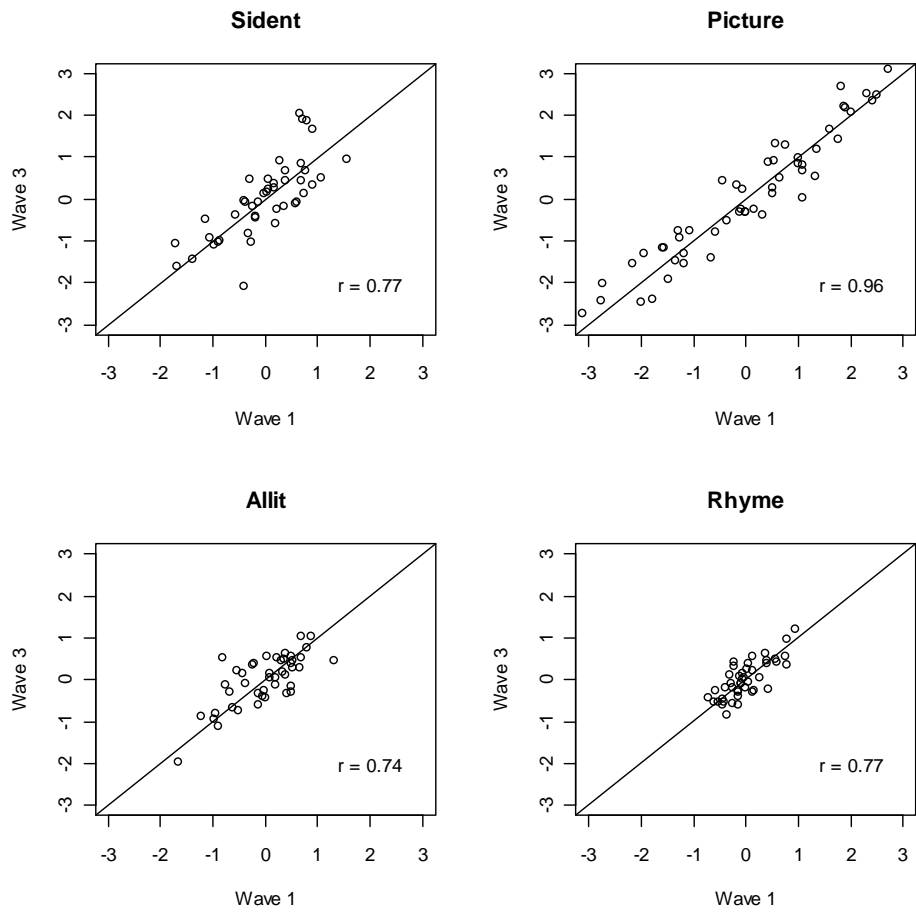 Sident
Wave 3
3
2
1
0
-1
-2
-3
r = 0.77
-3 -2 -1 0 1 2 3
Wave 1
Picture
Wave 3
3
2
1
0
-1
-2
-3
r = 0.96
-3 -2 -1 0 1 2 3
Wave 1
Allit
Wave 3
3
2
1
0
-1
-2
-3
r = 0.74
-3 -2 -1 0 1 2 3
Wave 1
Rhyme
Wave 3
3
2
1
0
-1
-2
-3
r = 0.77
-3 -2 -1 0 1 2 3
Wave 1